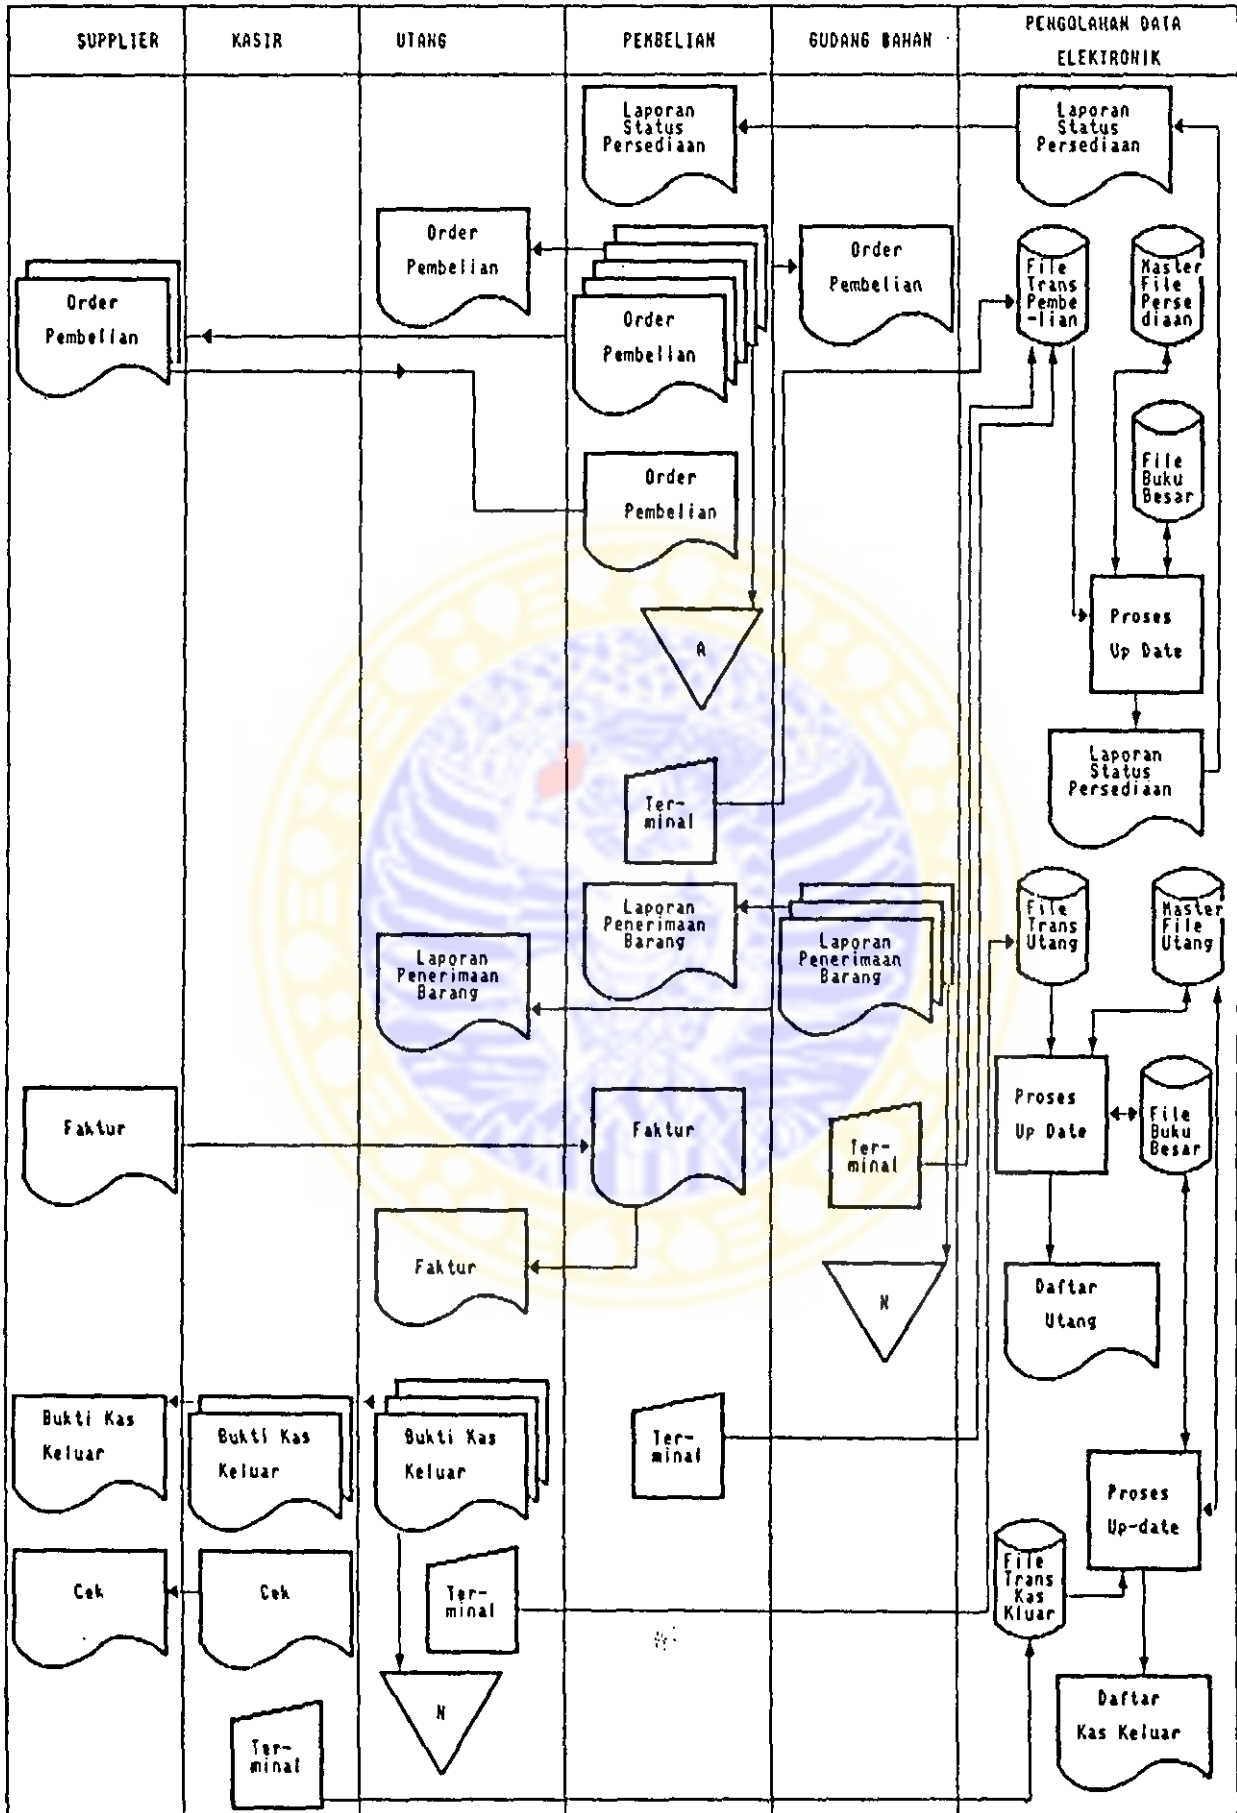 SUPPLIER KASIR UTANG PEMBELIAN GUDANG BAHAN PENGOLAHAN DATA
ELEKTRONIK
Laporan
Status
Persediaan
Laporan
Status
Persediaan
Order
Pembelian
Order
Pembelian
Order
Pembelian
Order
Pembelian
File
Trans
Pembe
-lian
Master
File
Perse
diaan
File
Buku
Besar
Order
Pembelian
Proses
Up Date
A
Laporan
Status
Persediaan
Ter-
minal
Laporan
Penerimaan
Barang
Laporan
Penerimaan
Barang
Laporan
Penerimaan
Barang
File
Trans
Utang
Master
File
Utang
Proses
Up Date
File
Buku
Besar
Faktur
Faktur
Ter-
minal
Faktur
N
Daftar
Utang
Bukti Kas
Keluar
Bukti Kas
Keluar
Bukti Kas
Keluar
Ter-
minal
Proses
Up-date
Cek
Cek
Ter-
minal
File
Trans
Kas
Kluar
N
Daftar
Kas Keluar
Ter-
minal